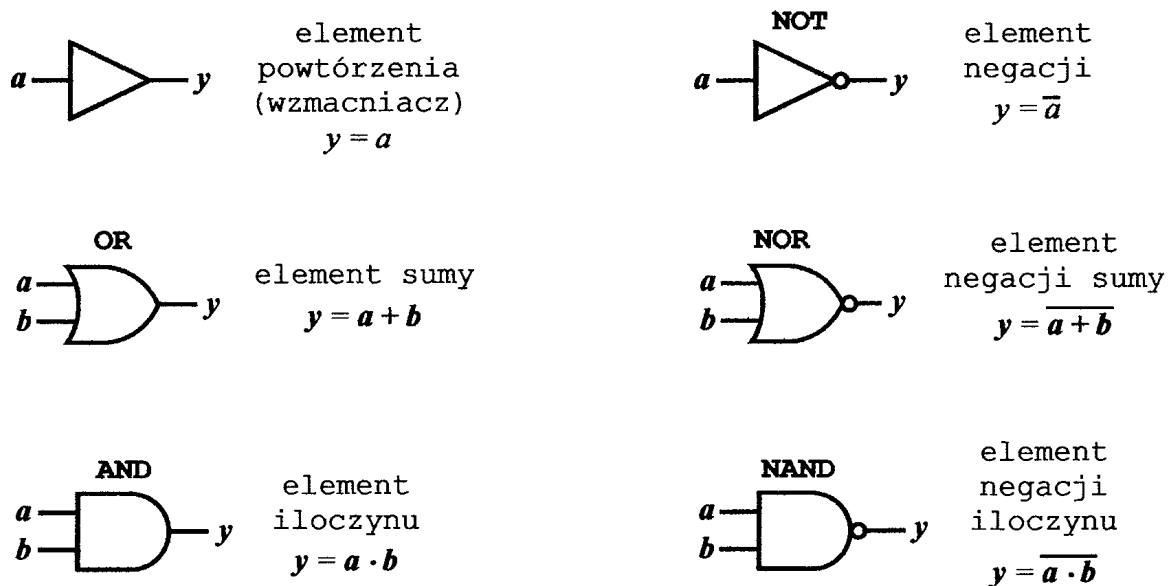 a
y
element
powtórzenia
(wzmacniacz)
y = a
NOT
a
y
element
negacji
y = a̅
OR
a
b
y
element sumy
y = a + b
NOR
a
b
y
element
negacji sumy
y = a̅ ̅+̅ ̅b̅
AND
a
b
y
element
iloczynu
y = a · b
NAND
a
b
y
element
negacji
iloczynu
y = a̅ ̅·̅ ̅b̅